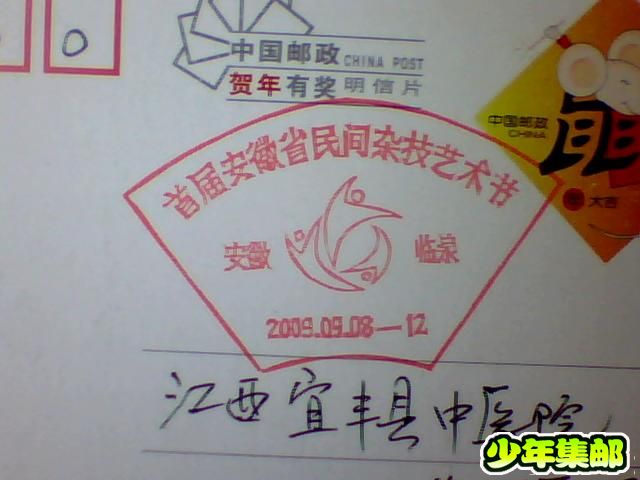 0
中国邮政 CHINA POST
贺年有奖明信片
中国邮政
CHINA
大吉
首届安徽省民间杂技艺术节
安徽 临泉
2009.09.08—12
江西宜丰县中医院
少年集邮